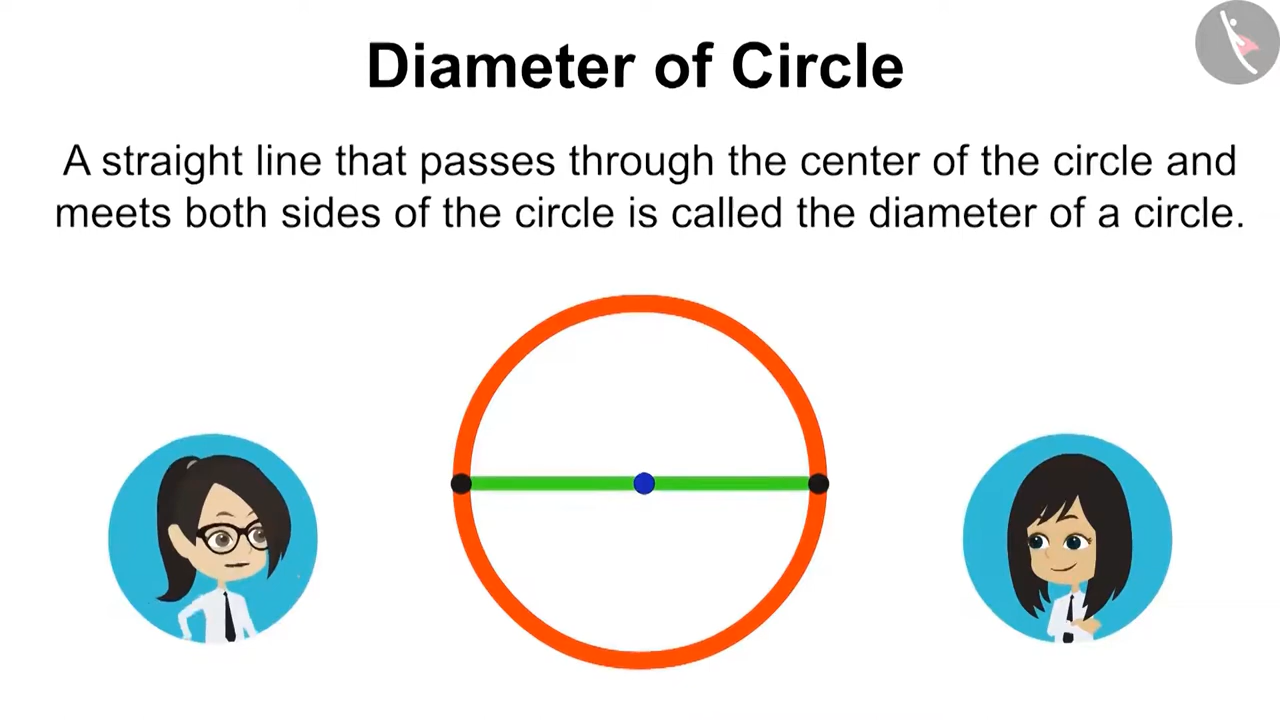 Diameter of Circle
A straight line that passes through the center of the circle and
meets both sides of the circle is called the diameter of a circle.